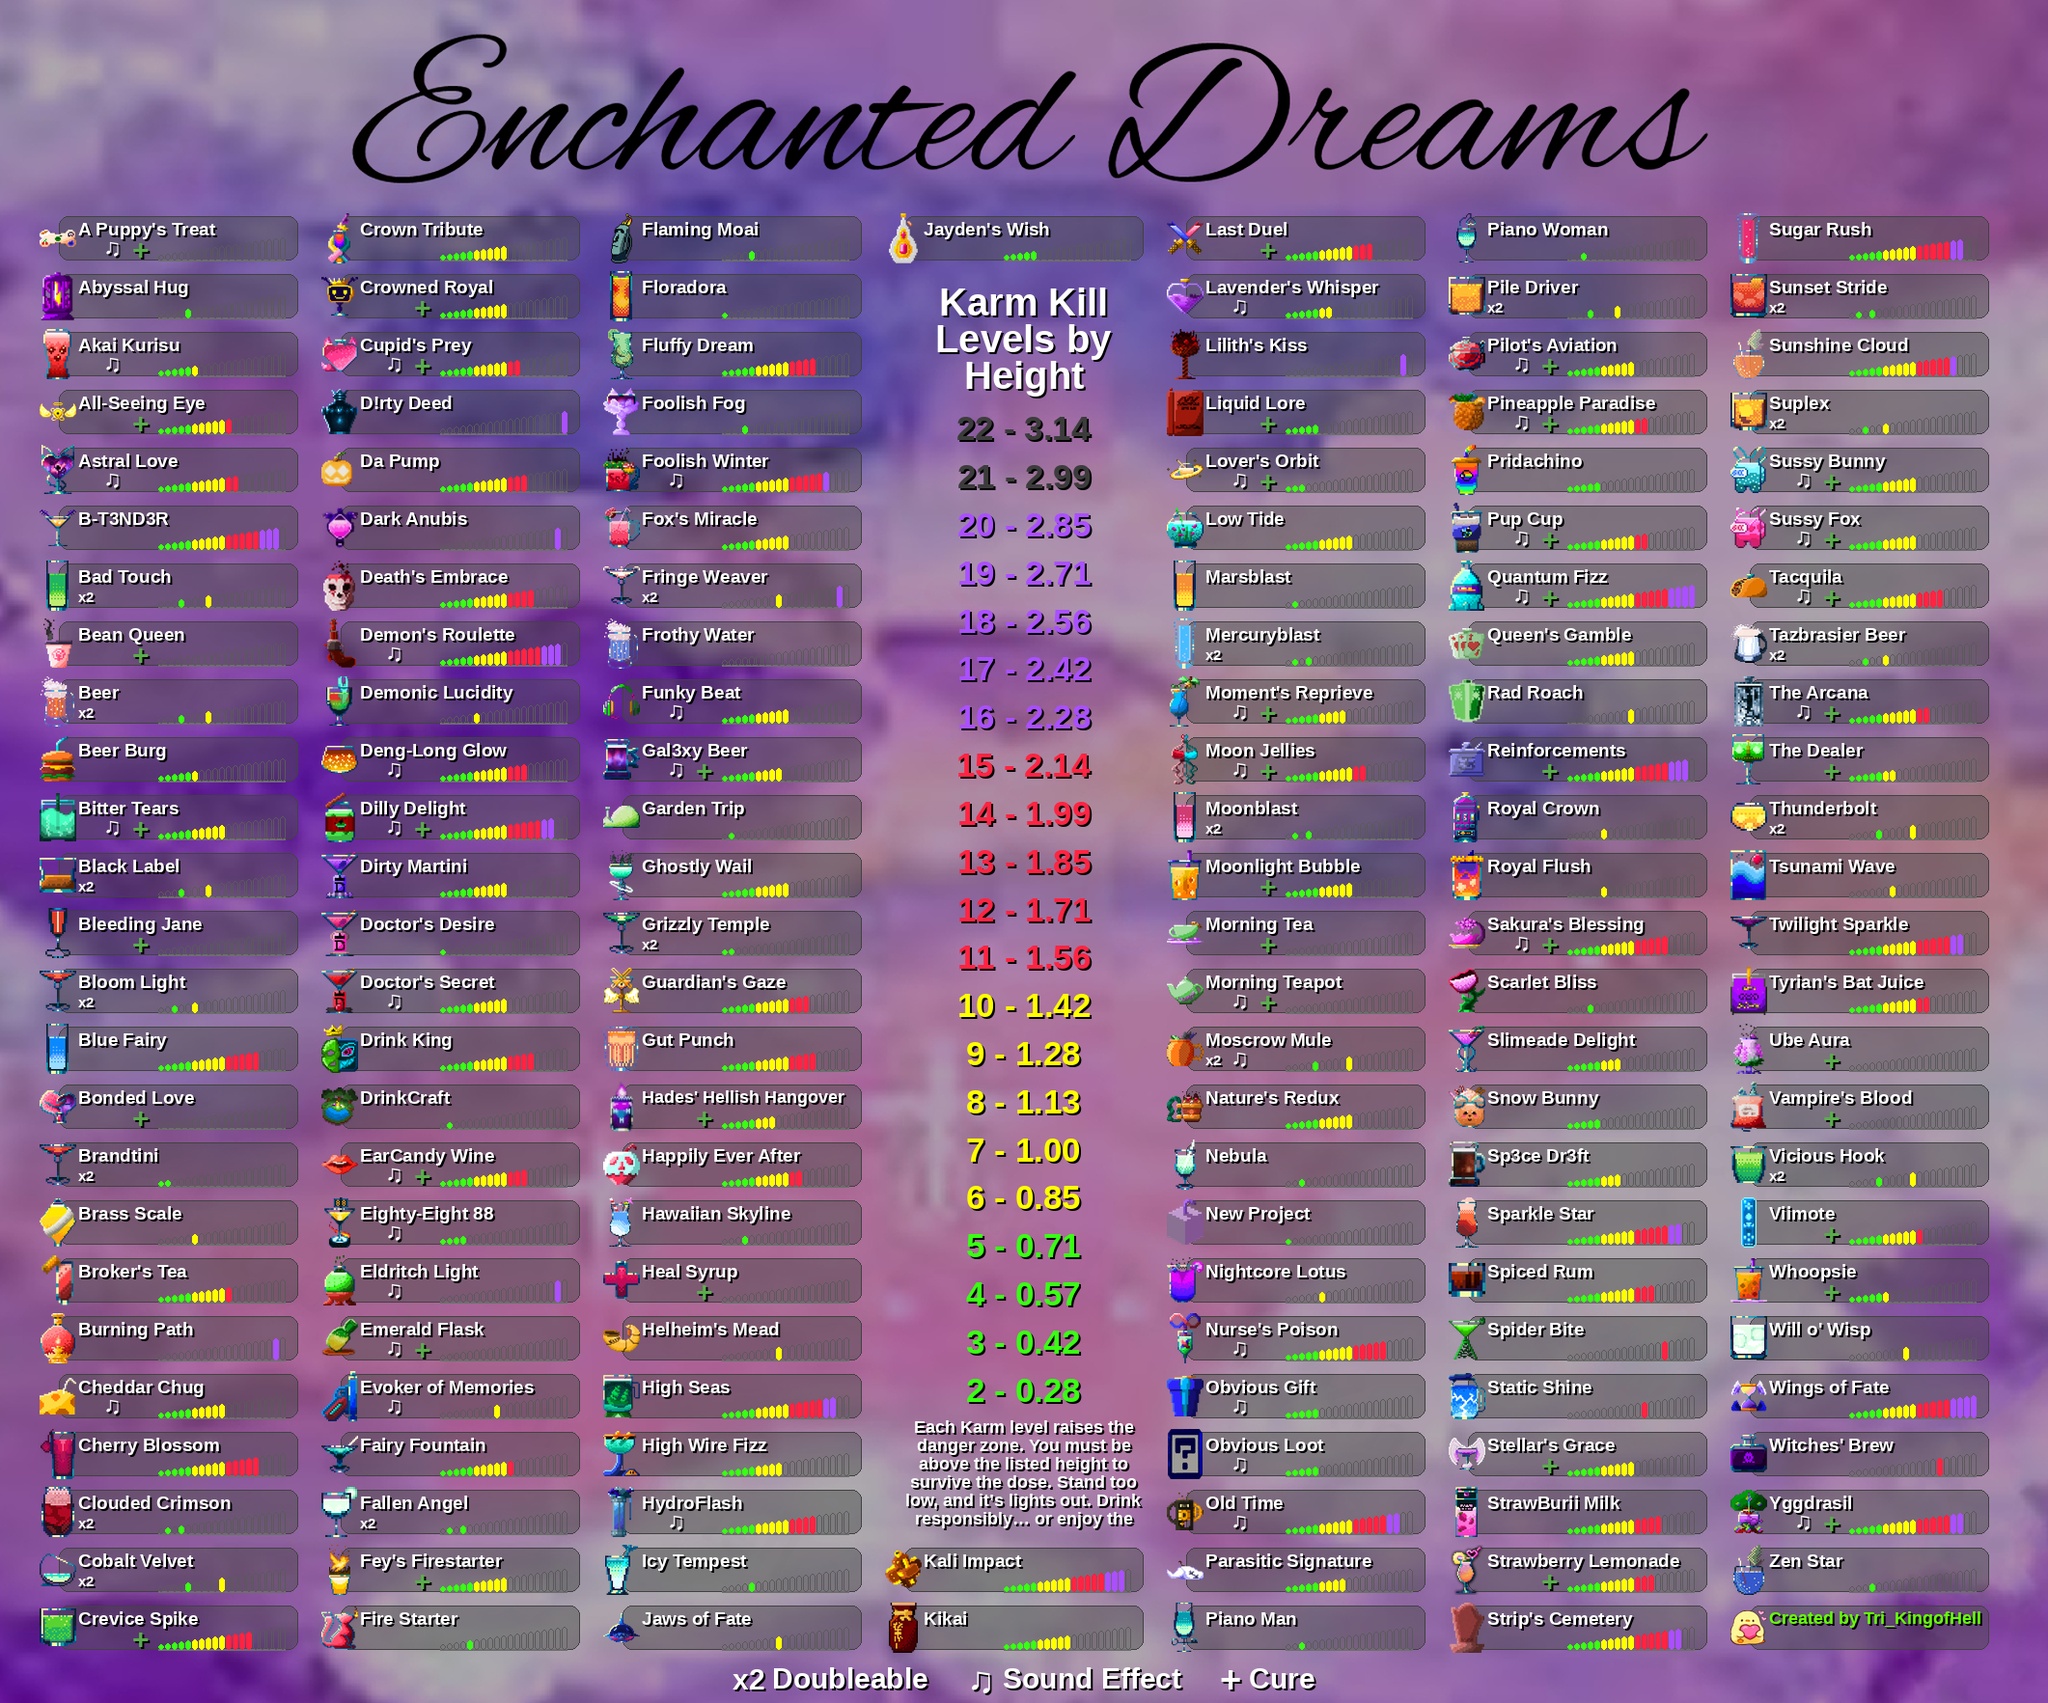 Enchanted Dreams
A Puppy's Treat
♫ +
Abyssal Hug
Akai Kurisu
♫
All-Seeing Eye
+
Astral Love
♫
B-T3ND3R
Bad Touch
x2
Bean Queen
+
Beer
x2
Beer Burg
Bitter Tears
♫ +
Black Label
x2
Bleeding Jane
+
Bloom Light
x2
Blue Fairy
Bonded Love
+
Brandtini
x2
Brass Scale
Broker's Tea
Burning Path
Cheddar Chug
♫
Cherry Blossom
Clouded Crimson
x2
Cobalt Velvet
x2
Crevice Spike
+
Crown Tribute
Crowned Royal
+
Cupid's Prey
♫ +
D!rty Deed
Da Pump
Dark Anubis
Death's Embrace
Demon's Roulette
♫
Demonic Lucidity
Deng-Long Glow
♫
Dilly Delight
♫ +
Dirty Martini
Doctor's Desire
Doctor's Secret
♫
Drink King
DrinkCraft
EarCandy Wine
♫ +
Eighty-Eight 88
♫
Eldritch Light
♫
Emerald Flask
♫ +
Evoker of Memories
♫
Fairy Fountain
Fallen Angel
x2
Fey's Firestarter
+
Fire Starter
Flaming Moai
Floradora
Fluffy Dream
Foolish Fog
Foolish Winter
♫
Fox's Miracle
Fringe Weaver
x2
Frothy Water
Funky Beat
♫
Gal3xy Beer
♫ +
Garden Trip
Ghostly Wail
Grizzly Temple
x2
Guardian's Gaze
Gut Punch
Hades' Hellish Hangover
+
Happily Ever After
Hawaiian Skyline
Heal Syrup
+
Helheim's Mead
High Seas
High Wire Fizz
HydroFlash
♫
Icy Tempest
Jaws of Fate
Jayden's Wish
Karm Kill
Levels by
Height
22 - 3.14
21 - 2.99
20 - 2.85
19 - 2.71
18 - 2.56
17 - 2.42
16 - 2.28
15 - 2.14
14 - 1.99
13 - 1.85
12 - 1.71
11 - 1.56
10 - 1.42
9 - 1.28
8 - 1.13
7 - 1.00
6 - 0.85
5 - 0.71
4 - 0.57
3 - 0.42
2 - 0.28
Each Karm level raises the
danger zone. You must be
above the listed height to
survive the dose. Stand too
low, and it's lights out. Drink
responsibly... or enjoy the
Kali Impact
Kikai
Last Duel
+
Lavender's Whisper
♫
Lilith's Kiss
Liquid Lore
+
Lover's Orbit
♫ +
Low Tide
Marsblast
Mercuryblast
x2
Moment's Reprieve
♫ +
Moon Jellies
♫ +
Moonblast
x2
Moonlight Bubble
+
Morning Tea
+
Morning Teapot
♫ +
Moscrow Mule
x2 ♫
Nature's Redux
Nebula
New Project
Nightcore Lotus
Nurse's Poison
♫
Obvious Gift
♫
Obvious Loot
♫
Old Time
♫
Parasitic Signature
Piano Man
Piano Woman
Pile Driver
x2
Pilot's Aviation
♫ +
Pineapple Paradise
♫ +
Pridachino
Pup Cup
♫ +
Quantum Fizz
♫ +
Queen's Gamble
Rad Roach
Reinforcements
+
Royal Crown
Royal Flush
Sakura's Blessing
♫ +
Scarlet Bliss
Slimeade Delight
Snow Bunny
Sp3ce Dr3ft
Sparkle Star
Spiced Rum
Spider Bite
Static Shine
Stellar's Grace
+
StrawBurii Milk
Strawberry Lemonade
+
Strip's Cemetery
Sugar Rush
Sunset Stride
x2
Sunshine Cloud
Suplex
x2
Sussy Bunny
♫ +
Sussy Fox
♫ +
Tacquila
♫ +
Tazbrasier Beer
x2
The Arcana
♫ +
The Dealer
+
Thunderbolt
x2
Tsunami Wave
Twilight Sparkle
Tyrian's Bat Juice
Ube Aura
+
Vampire's Blood
+
Vicious Hook
x2
Viimote
+
Whoopsie
+
Will o' Wisp
Wings of Fate
Witches' Brew
Yggdrasil
♫ +
Zen Star
Created by Tri_KingofHell
x2 Doubleable ♫ Sound Effect + Cure